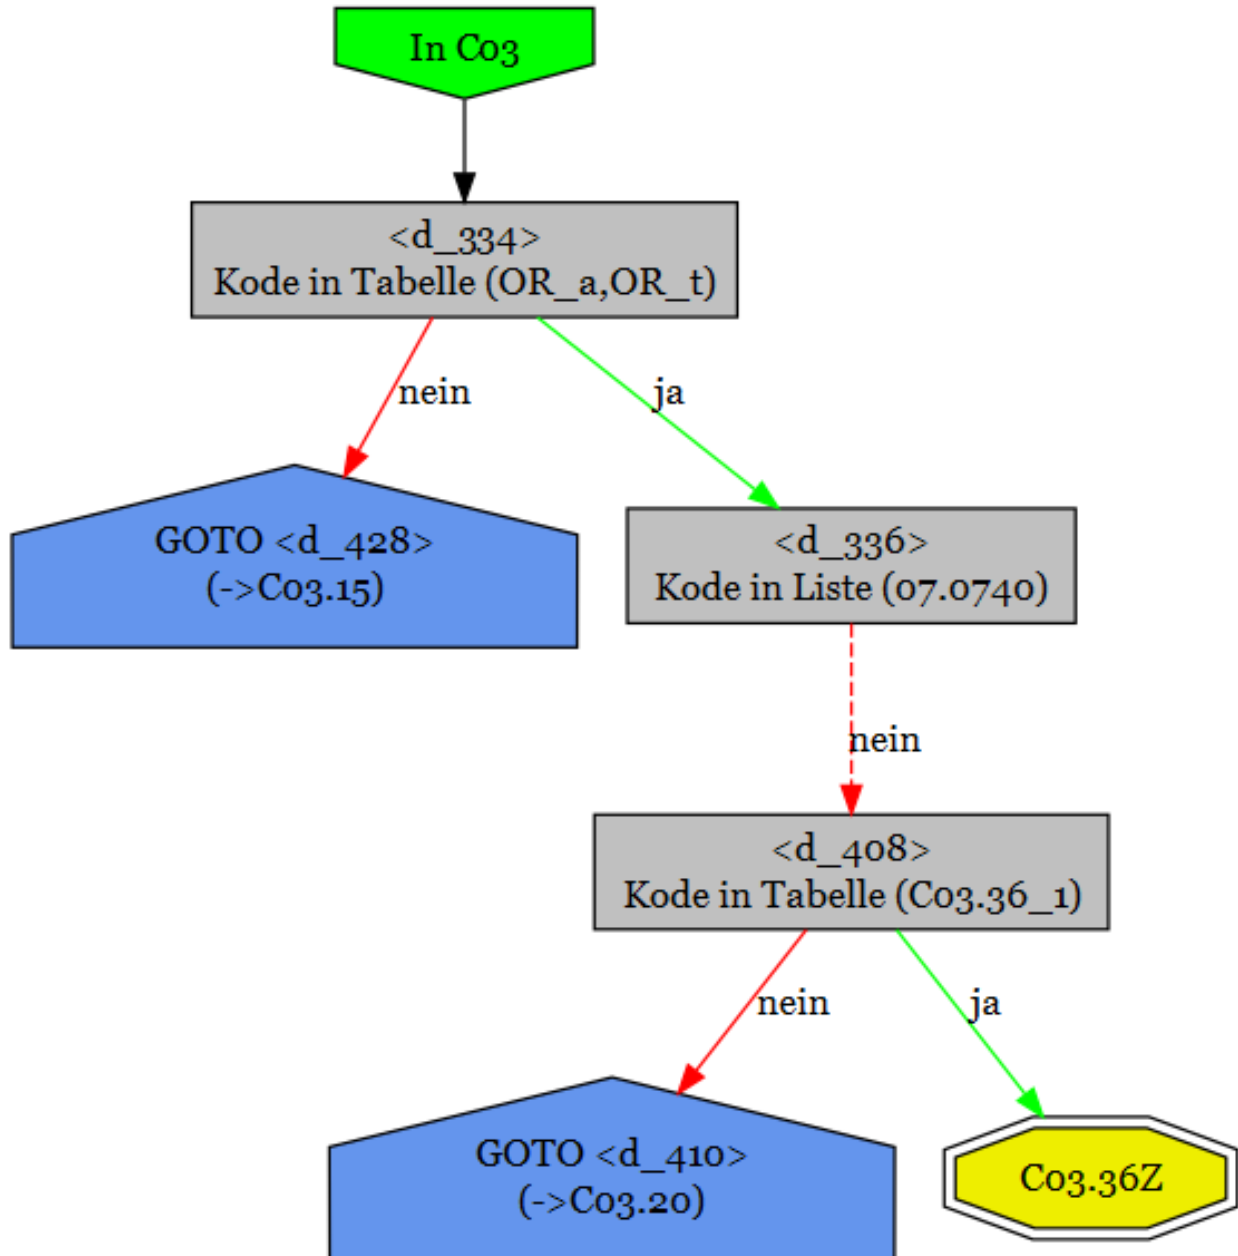 In C03
<d_334>
Kode in Tabelle (OR_a,OR_t)
nein
ja
GOTO <d_428>
(->C03.15)
<d_336>
Kode in Liste (07.0740)
nein
<d_408>
Kode in Tabelle (C03.36_1)
nein
ja
GOTO <d_410>
(->C03.20)
C03.36Z